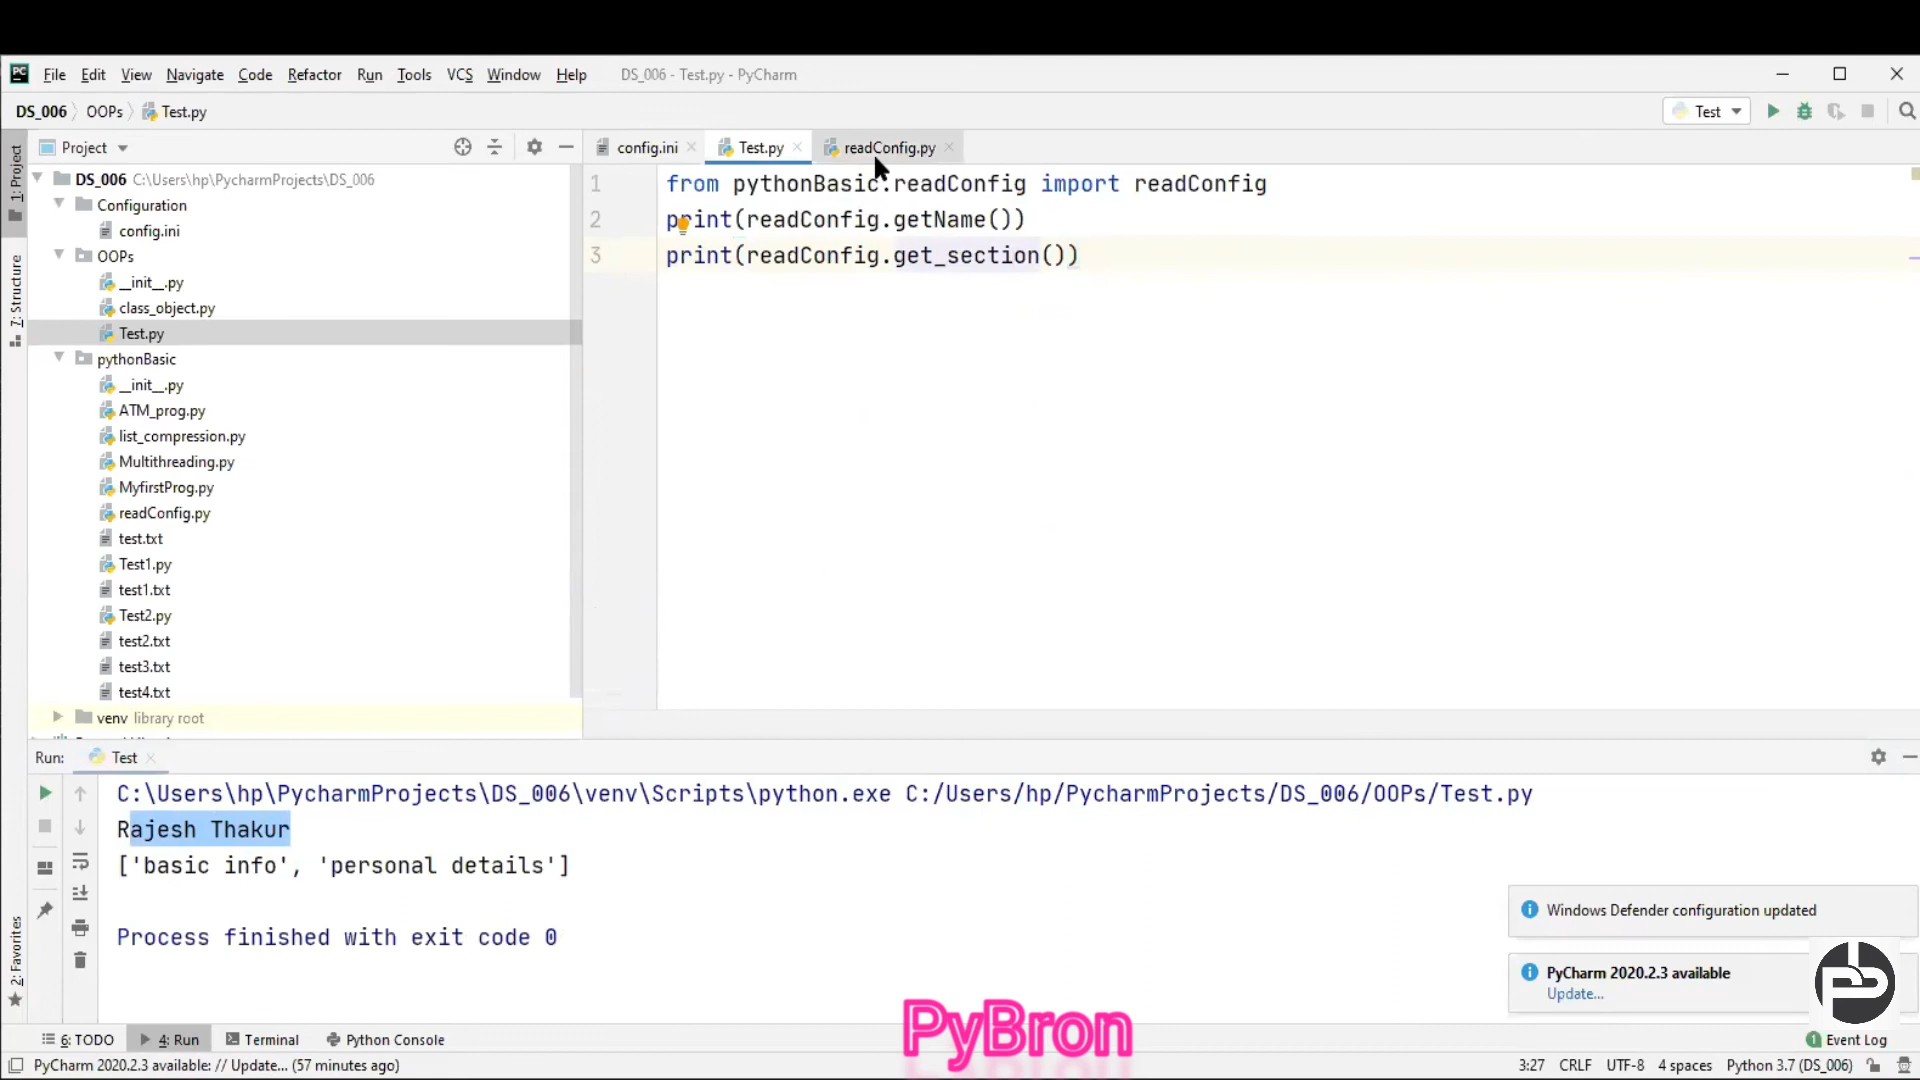 PC File Edit View Navigate Code Refactor Run Tools VCS Window Help DS_006 - Test.py - PyCharm
DS_006 OOPs Test.py Test
1: Project
7: Structure
2: Favorites
Project
DS_006 C:\Users\hp\PycharmProjects\DS_006
Configuration
config.ini
OOPs
__init__.py
class_object.py
Test.py
pythonBasic
__init__.py
ATM_prog.py
list_compression.py
Multithreading.py
MyfirstProg.py
readConfig.py
test.txt
Test1.py
test1.txt
Test2.py
test2.txt
test3.txt
test4.txt
venv library root
config.ini Test.py readConfig.py
1 from pythonBasic.readConfig import readConfig
2 print(readConfig.getName())
3 print(readConfig.get_section())
Run: Test
C:\Users\hp\PycharmProjects\DS_006\venv\Scripts\python.exe C:/Users/hp/PycharmProjects/DS_006/OOPs/Test.py
Rajesh Thakur
['basic info', 'personal details']
Process finished with exit code 0
Windows Defender configuration updated
PyCharm 2020.2.3 available
Update...
PyBron
6: TODO 4: Run Terminal Python Console 1 Event Log
PyCharm 2020.2.3 available: // Update... (57 minutes ago) 3:27 CRLF UTF-8 4 spaces Python 3.7 (DS_006)